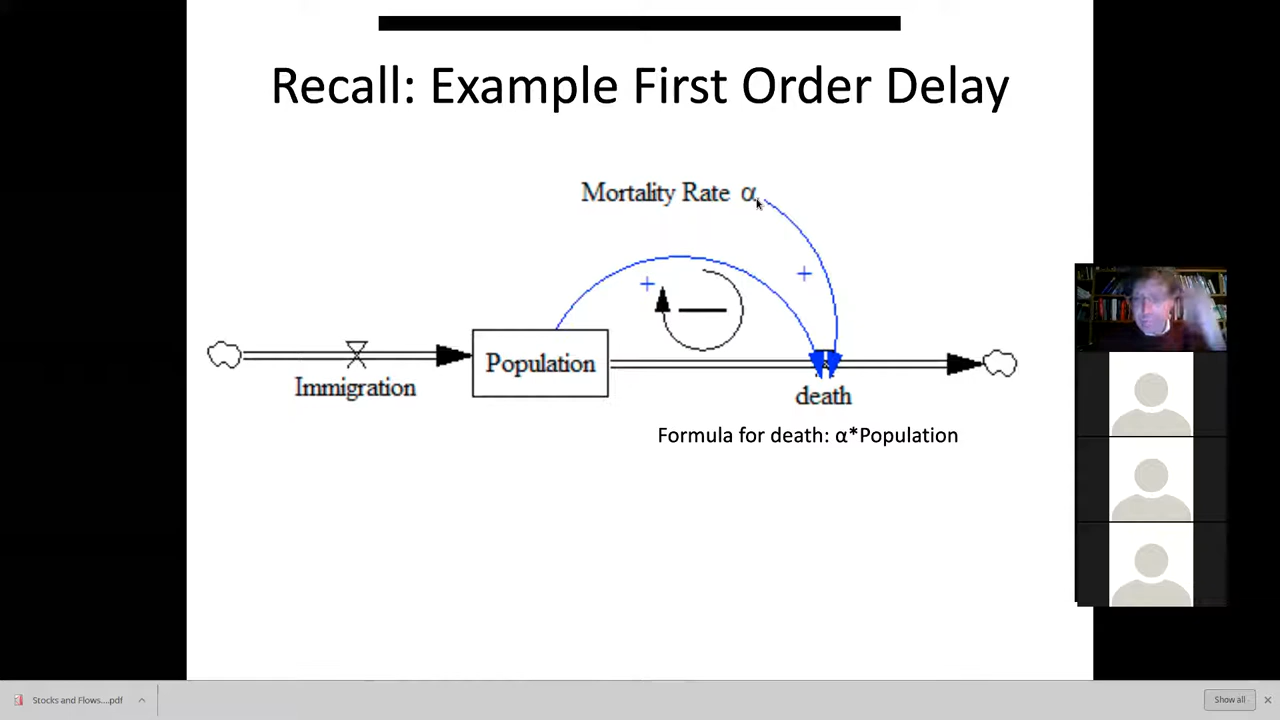 Recall: Example First Order Delay
Mortality Rate α
+
+
Population
Immigration
death
Formula for death: α*Population
Stocks and Flows....pdf
Show all